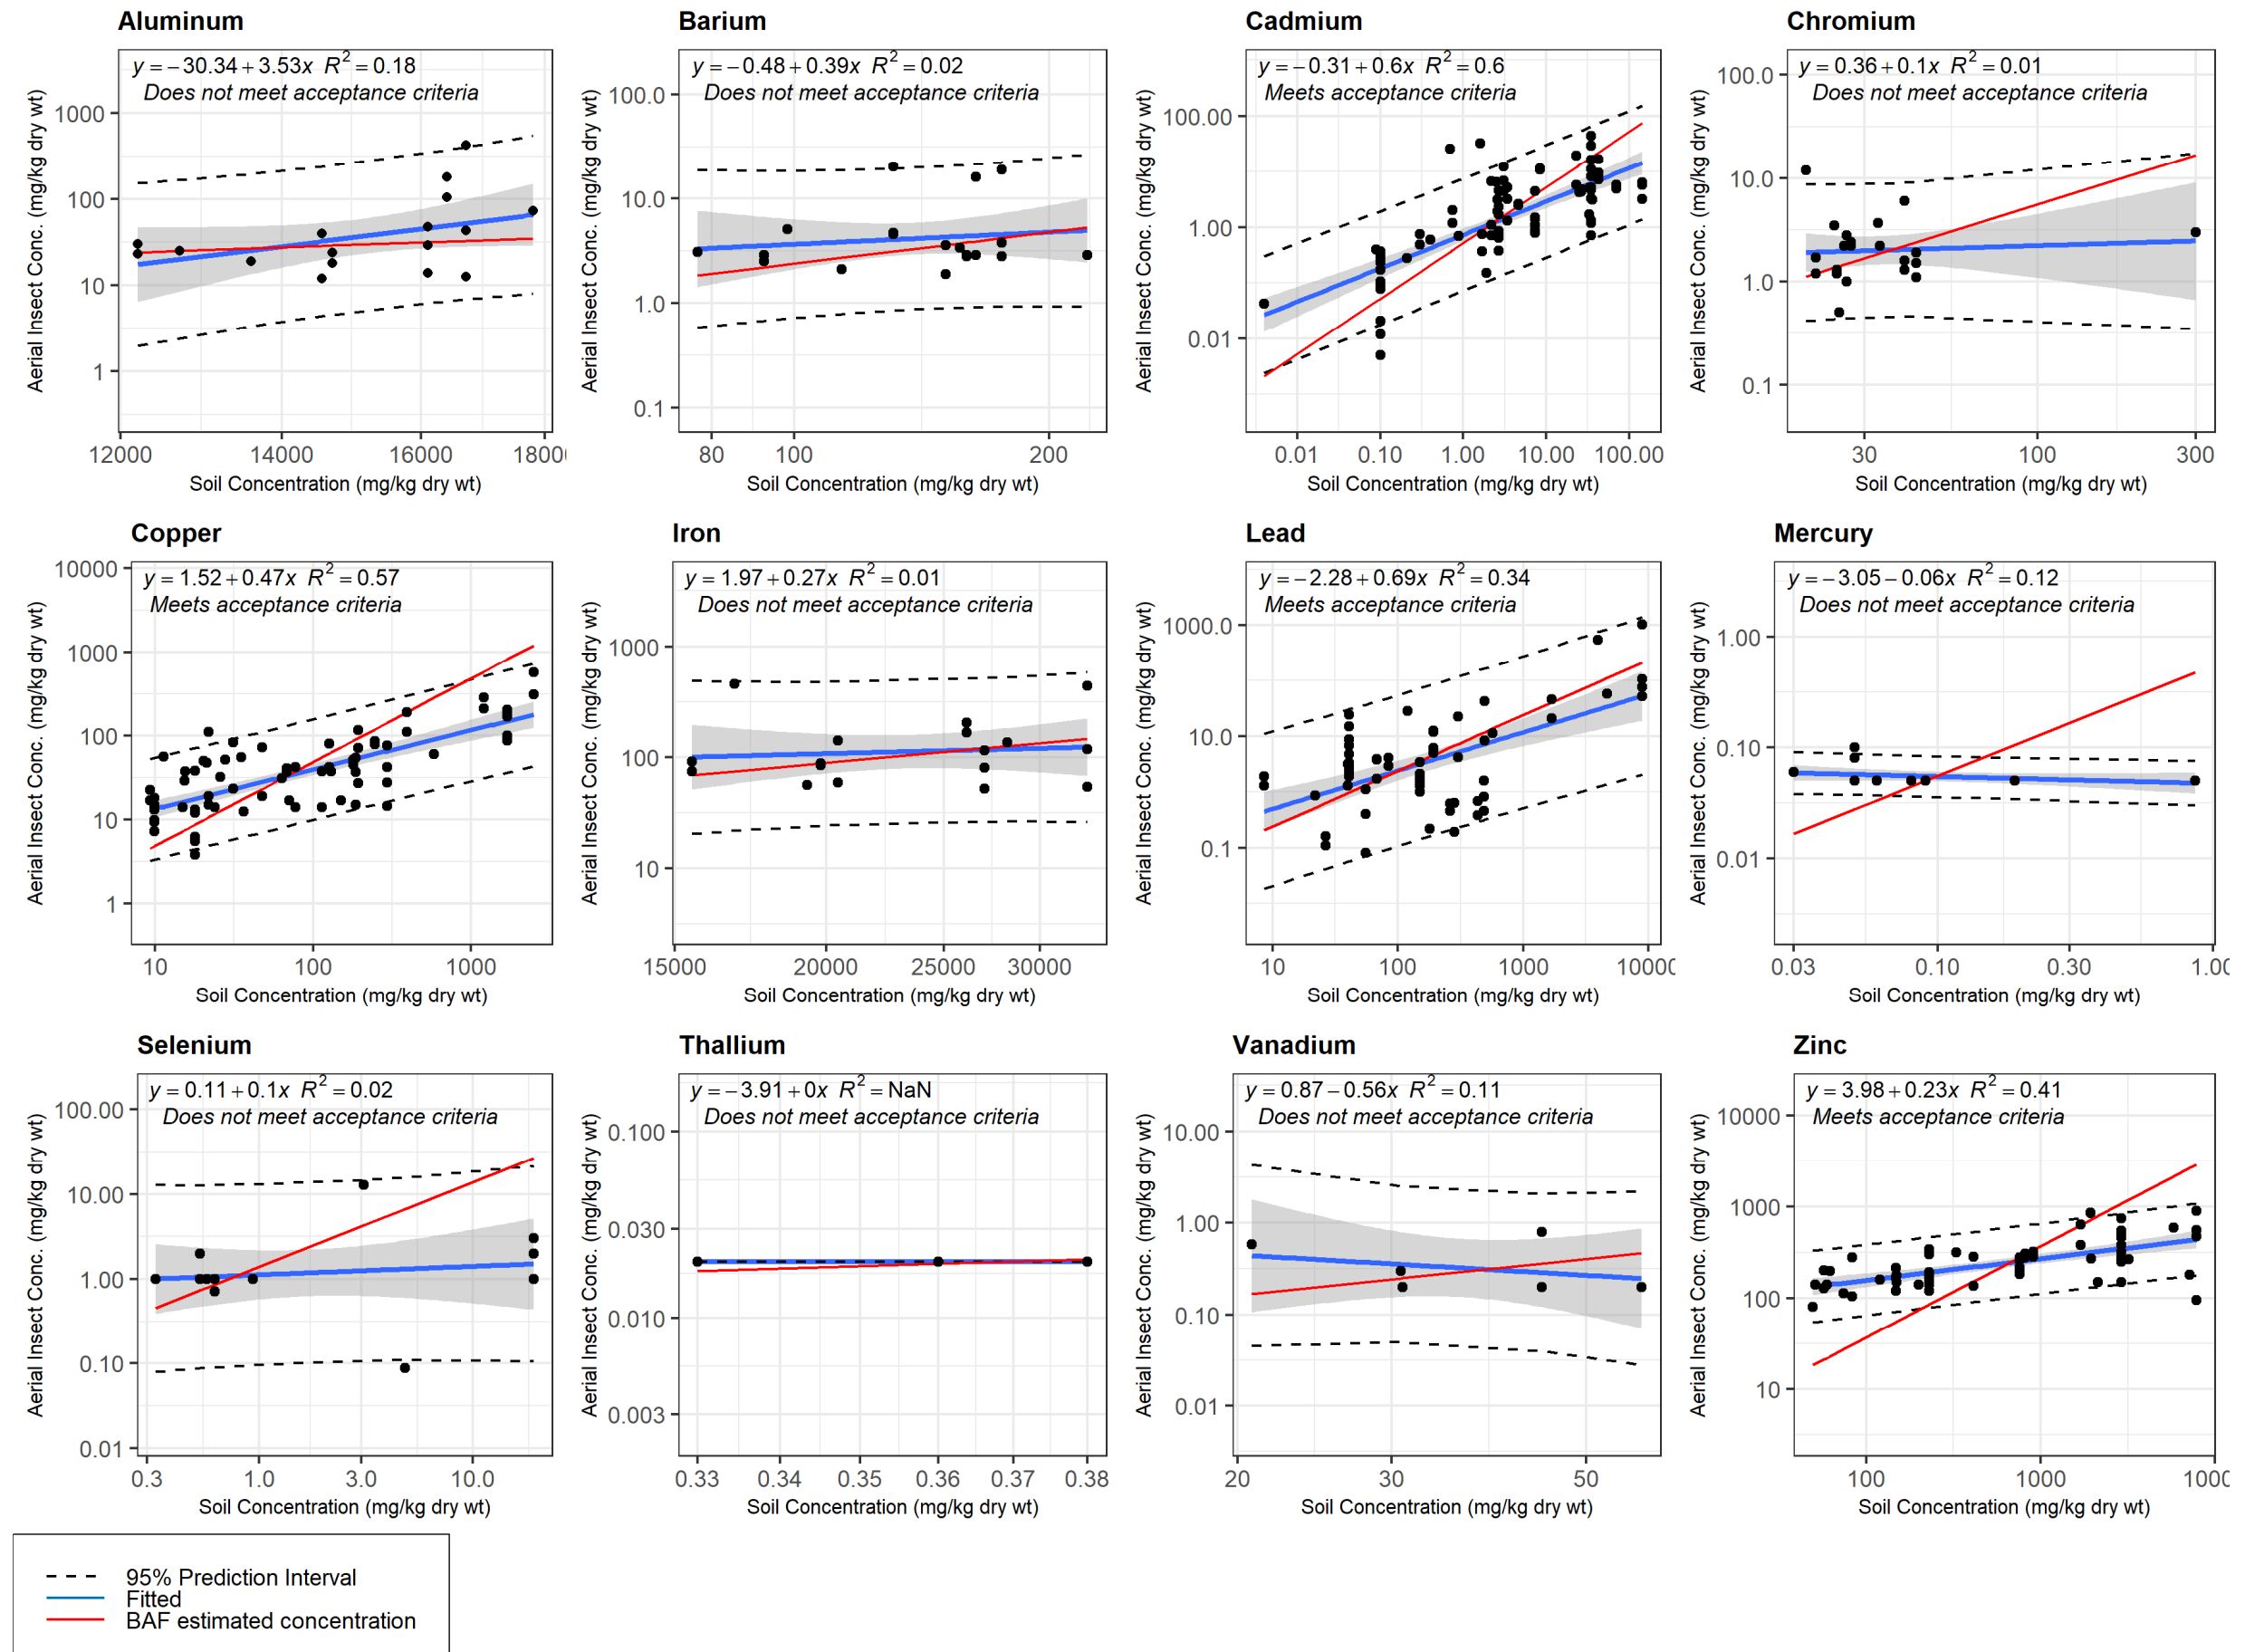 Aluminum
y = −30.34 + 3.53x R² = 0.18
Does not meet acceptance criteria
Aerial Insect Conc. (mg/kg dry wt)
1000
100
10
1
12000 14000 16000 1800
Soil Concentration (mg/kg dry wt)
Barium
y = −0.48 + 0.39x R² = 0.02
Does not meet acceptance criteria
Aerial Insect Conc. (mg/kg dry wt)
100.0
10.0
1.0
0.1
80 100 200
Soil Concentration (mg/kg dry wt)
Cadmium
y = −0.31 + 0.6x R² = 0.6
Meets acceptance criteria
Aerial Insect Conc. (mg/kg dry wt)
100.00
1.00
0.01
0.01 0.10 1.00 10.00 100.00
Soil Concentration (mg/kg dry wt)
Chromium
y = 0.36 + 0.1x R² = 0.01
Does not meet acceptance criteria
Aerial Insect Conc. (mg/kg dry wt)
100.0
10.0
1.0
0.1
30 100 300
Soil Concentration (mg/kg dry wt)
Copper
y = 1.52 + 0.47x R² = 0.57
Meets acceptance criteria
Aerial Insect Conc. (mg/kg dry wt)
10000
1000
100
10
1
10 100 1000
Soil Concentration (mg/kg dry wt)
Iron
y = 1.97 + 0.27x R² = 0.01
Does not meet acceptance criteria
Aerial Insect Conc. (mg/kg dry wt)
1000
100
10
15000 20000 25000 30000
Soil Concentration (mg/kg dry wt)
Lead
y = −2.28 + 0.69x R² = 0.34
Meets acceptance criteria
Aerial Insect Conc. (mg/kg dry wt)
1000.0
10.0
0.1
10 100 1000 1000
Soil Concentration (mg/kg dry wt)
Mercury
y = −3.05 − 0.06x R² = 0.12
Does not meet acceptance criteria
Aerial Insect Conc. (mg/kg dry wt)
1.00
0.10
0.01
0.03 0.10 0.30 1.0
Soil Concentration (mg/kg dry wt)
Selenium
y = 0.11 + 0.1x R² = 0.02
Does not meet acceptance criteria
Aerial Insect Conc. (mg/kg dry wt)
100.00
10.00
1.00
0.10
0.01
0.3 1.0 3.0 10.0
Soil Concentration (mg/kg dry wt)
Thallium
y = −3.91 + 0x R² = NaN
Does not meet acceptance criteria
Aerial Insect Conc. (mg/kg dry wt)
0.100
0.030
0.010
0.003
0.33 0.34 0.35 0.36 0.37 0.38
Soil Concentration (mg/kg dry wt)
Vanadium
y = 0.87 − 0.56x R² = 0.11
Does not meet acceptance criteria
Aerial Insect Conc. (mg/kg dry wt)
10.00
1.00
0.10
0.01
20 30 50
Soil Concentration (mg/kg dry wt)
Zinc
y = 3.98 + 0.23x R² = 0.41
Meets acceptance criteria
Aerial Insect Conc. (mg/kg dry wt)
10000
1000
100
10
100 1000 1000
Soil Concentration (mg/kg dry wt)
95% Prediction Interval
Fitted
BAF estimated concentration